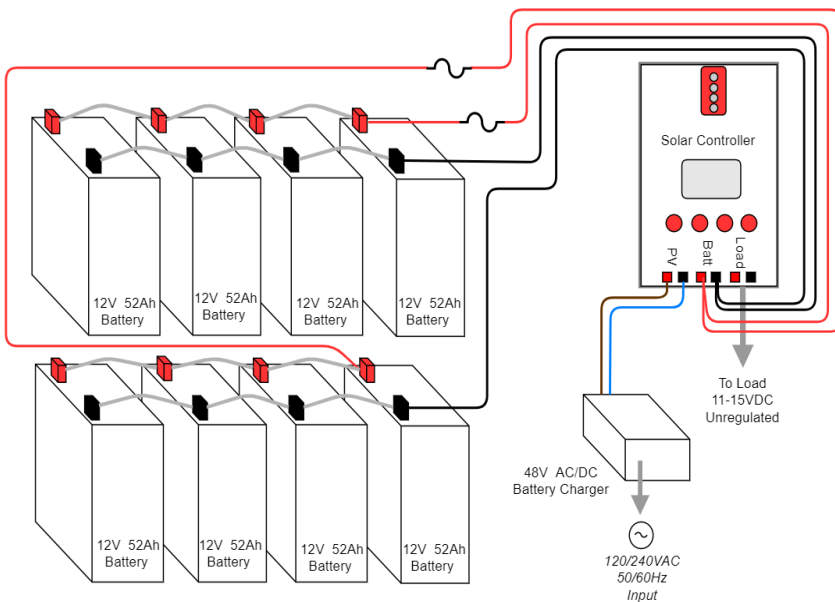 Solar Controller
PV
Batt
Load
12V 52Ah
Battery
12V 52Ah
Battery
12V 52Ah
Battery
12V 52Ah
Battery
To Load
11-15VDC
Unregulated
48V AC/DC
Battery Charger
12V 52Ah
Battery
12V 52Ah
Battery
12V 52Ah
Battery
12V 52Ah
Battery
120/240VAC
50/60Hz
Input